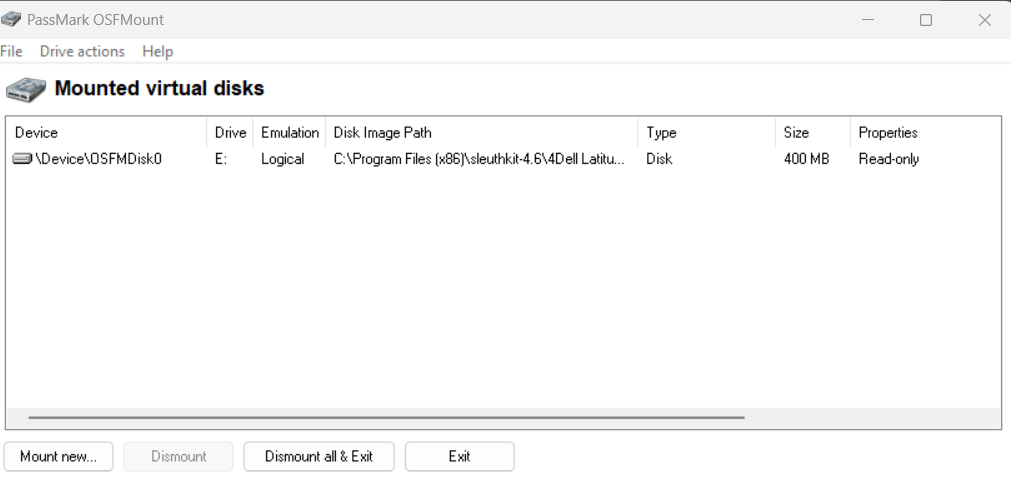 PassMark OSFMount
File Drive actions Help
Mounted virtual disks
Device Drive Emulation Disk Image Path Type Size Properties
\Device\OSFMDisk0 E: Logical C:\Program Files (x86)\sleuthkit-4.6\4Dell Latitu... Disk 400 MB Read-only
Mount new... Dismount Dismount all & Exit Exit